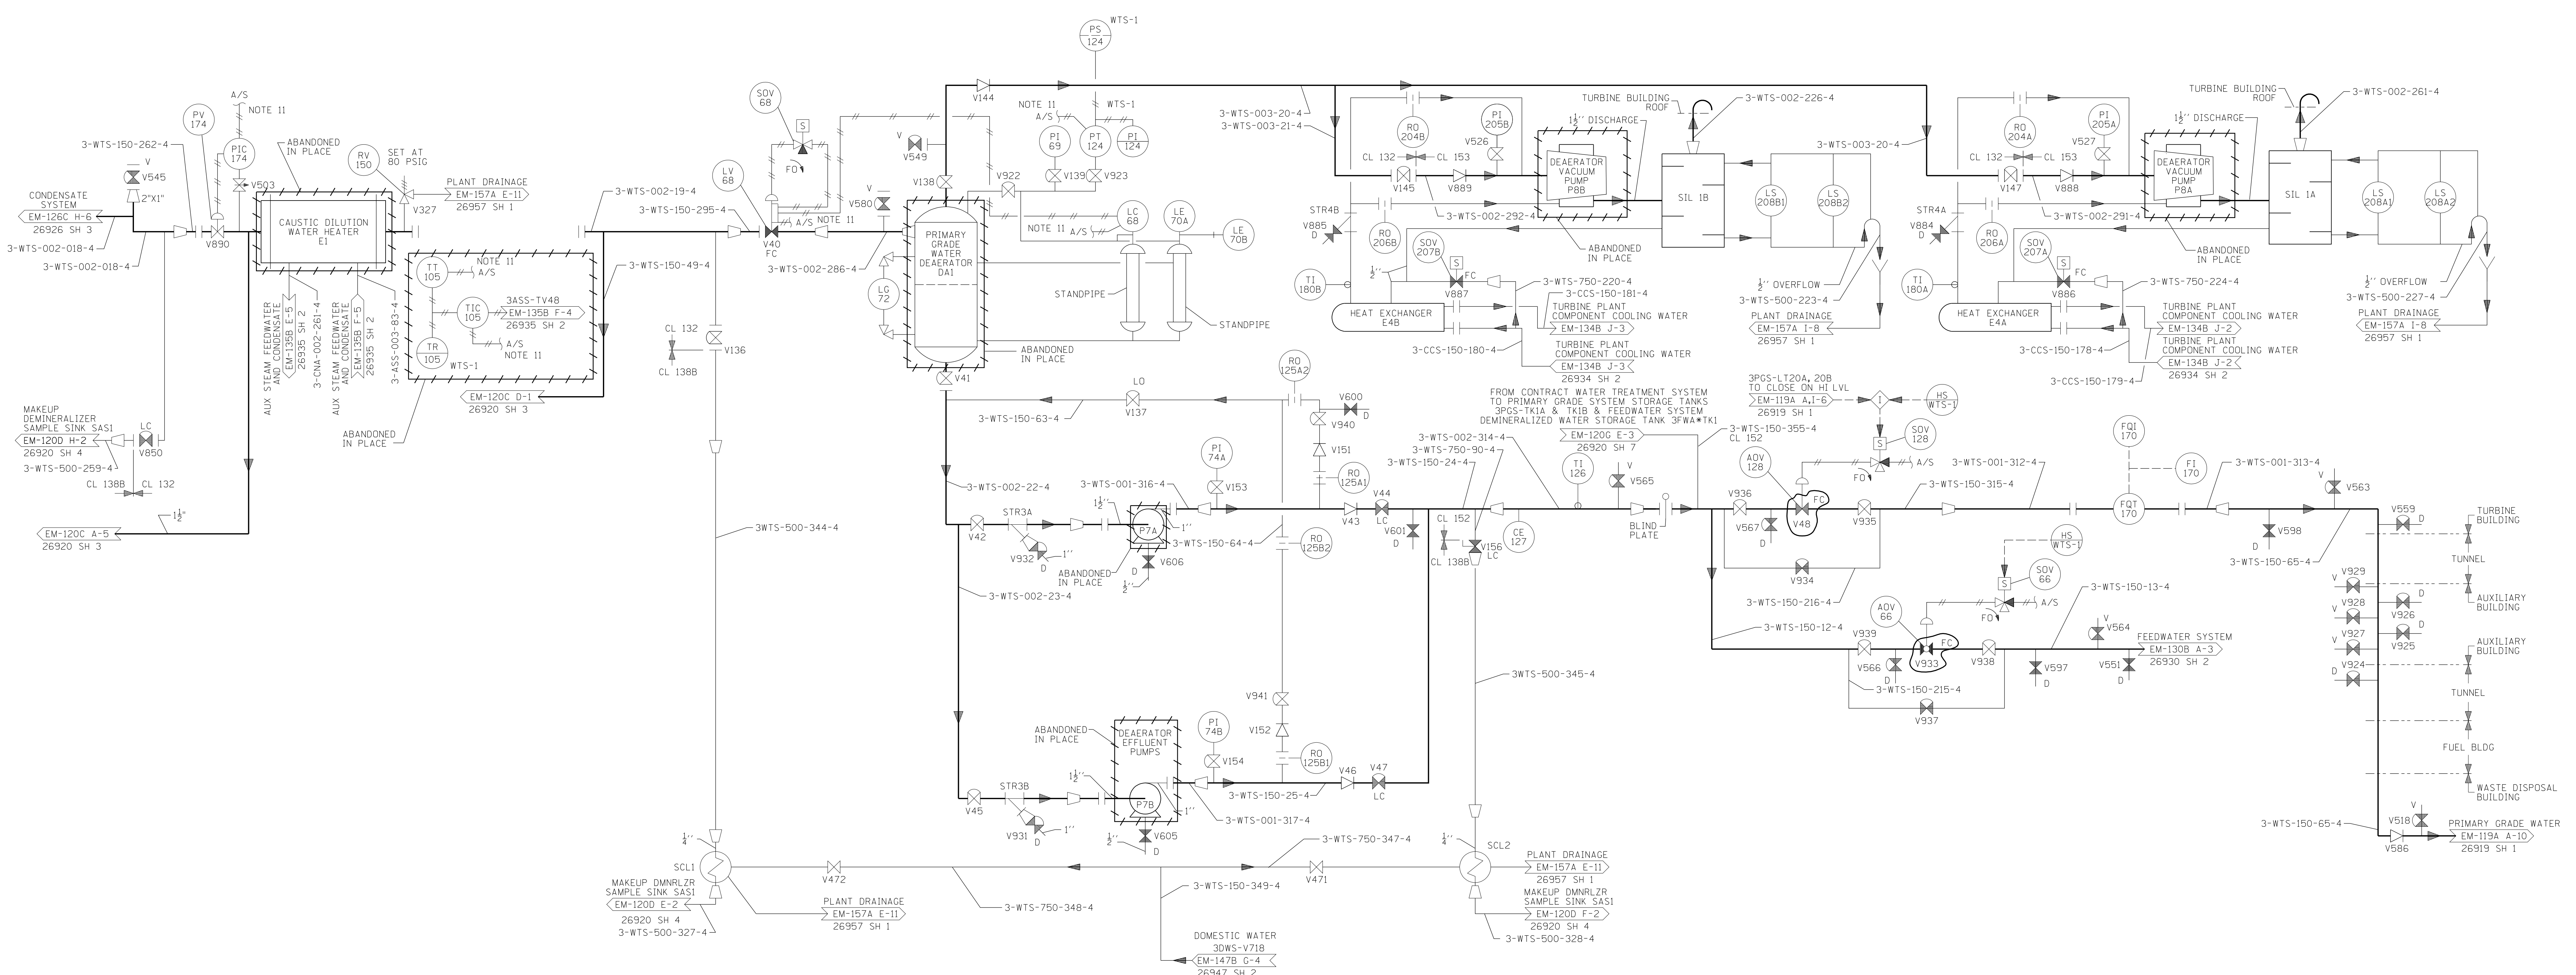 WTS-1
PS
124
A/S
NOTE 11
PV
174
3-WTS-150-262-4
PIC
174
V503
V
V545
2"X1"
CONDENSATE
SYSTEM
EM-126C H-6
26926 SH 3
3-WTS-002-018-4
3-WTS-002-018-4
V890
ABANDONED
IN PLACE
CAUSTIC DILUTION
WATER HEATER
E1
RV
150
SET AT
80 PSIG
V327
PLANT DRAINAGE
EM-157A E-11
26957 SH 1
AUX STEAM FEEDWATER
AND CONDENSATE
EM-135B E-5
26935 SH 2
3-CNA-002-261-4
AUX STEAM FEEDWATER
AND CONDENSATE
EM-135B F-5
26935 SH 2
3-ASS-003-83-4
TT
105
NOTE 11
A/S
TIC
105
3ASS-TV48
EM-135B F-4
26935 SH 2
TR
105
WTS-1
A/S
NOTE 11
ABANDONED
IN PLACE
EM-120C D-1
26920 SH 3
MAKEUP
DEMINERALIZER
SAMPLE SINK SAS1
EM-120D H-2
26920 SH 4
3-WTS-500-259-4
LC
V850
CL 138B
CL 132
1½"
EM-120C A-5
26920 SH 3
3-WTS-002-19-4
3-WTS-150-295-4
3-WTS-150-49-4
CL 132
CL 138B
V136
3WTS-500-344-4
SOV
68
S
FO
LV
68
A/S
NOTE 11
V40
FC
V
V580
3-WTS-002-286-4
V
V549
V138
V144
PRIMARY
GRADE
WATER
DEAERATOR
DA1
LG
72
V41
ABANDONED
IN PLACE
NOTE 11
A/S
WTS-1
PI
69
PT
124
PI
124
V922
V139
V923
LC
68
NOTE 11
A/S
LE
70A
LE
70B
STANDPIPE
STANDPIPE
3-WTS-003-20-4
3-WTS-003-21-4
RO
204B
CL 132
CL 153
V145
V889
PI
205B
V526
1½'' DISCHARGE
TURBINE BUILDING
ROOF
3-WTS-002-226-4
DEAERATOR
VACUUM
PUMP
P8B
SIL 1B
LS
208B1
LS
208B2
STR4B
V885
D
RO
206B
3-WTS-002-292-4
ABANDONED
IN PLACE
SOV
207B
S
FC
V887
½''
TI
180B
HEAT EXCHANGER
E4B
3-WTS-750-220-4
3-CCS-150-181-4
TURBINE PLANT
COMPONENT COOLING WATER
EM-134B J-3
TURBINE PLANT
COMPONENT COOLING WATER
EM-134B J-3
26934 SH 2
3-CCS-150-180-4
½'' OVERFLOW
3-WTS-500-223-4
PLANT DRAINAGE
EM-157A I-8
26957 SH 1
3-WTS-003-20-4
RO
204A
CL 132
CL 153
V147
V888
PI
205A
V527
1½'' DISCHARGE
TURBINE BUILDING
ROOF
3-WTS-002-261-4
DEAERATOR
VACUUM
PUMP
P8A
SIL 1A
LS
208A1
LS
208A2
STR4A
V884
D
RO
206A
3-WTS-002-291-4
ABANDONED
IN PLACE
SOV
207A
S
FC
V886
TI
180A
HEAT EXCHANGER
E4A
3-WTS-750-224-4
TURBINE PLANT
COMPONENT COOLING WATER
EM-134B J-2
TURBINE PLANT
COMPONENT COOLING WATER
EM-134B J-2
26934 SH 2
3-CCS-150-178-4
3-CCS-150-179-4
½'' OVERFLOW
3-WTS-500-227-4
PLANT DRAINAGE
EM-157A I-8
26957 SH 1
LO
V137
3-WTS-150-63-4
RO
125A2
V600
D
V940
V151
RO
125A1
3-WTS-002-22-4
V42
STR3A
V932
1''
D
1½''
3-WTS-001-316-4
P7A
1''
ABANDONED
IN PLACE
D
V606
½''
PI
74A
V153
3-WTS-150-64-4
RO
125B2
V43
V44
LC
V601
D
3-WTS-002-23-4
V45
STR3B
V931
1''
D
ABANDONED
IN PLACE
DEAERATOR
EFFLUENT
PUMPS
1½''
P7B
1''
½''
V605
D
PI
74B
V154
3-WTS-001-317-4
3-WTS-150-25-4
V941
V152
RO
125B1
V46
V47
LC
FROM CONTRACT WATER TREATMENT SYSTEM
TO PRIMARY GRADE SYSTEM STORAGE TANKS
3PGS-TK1A & TK1B & FEEDWATER SYSTEM
DEMINERALIZED WATER STORAGE TANK 3FWA*TK1
EM-120G E-3
26920 SH 7
3-WTS-002-314-4
3-WTS-750-90-4
3-WTS-150-24-4
CL 152
CL 138B
V156
LC
CE
127
TI
126
V
V565
BLIND
PLATE
3-WTS-150-355-4
CL 152
3WTS-500-345-4
3PGS-LT20A, 20B
TO CLOSE ON HI LVL
EM-119A A,I-6
26919 SH 1
I
HS
WTS-1
S
SOV
128
A/S
FO
AOV
128
V936
V567
D
FC
V48
V935
V934
3-WTS-150-216-4
3-WTS-001-312-4
3-WTS-150-315-4
FQI
170
FI
170
FQT
170
3-WTS-001-313-4
V598
D
V
V563
3-WTS-150-65-4
HS
WTS-1
S
SOV
66
A/S
FO
AOV
66
3-WTS-150-12-4
V939
V566
D
FC
V933
V938
3-WTS-150-13-4
3-WTS-150-215-4
V937
V597
D
V
V564
V551
D
FEEDWATER SYSTEM
EM-130B A-3
26930 SH 2
V559
D
TURBINE
BUILDING
TUNNEL
V
V929
V928
V
D
V926
AUXILIARY
BUILDING
V927
V
D
V925
V924
D
AUXILIARY
BUILDING
TUNNEL
FUEL BLDG
WASTE DISPOSAL
BUILDING
3-WTS-150-65-4
V586
V
V518
PRIMARY GRADE WATER
EM-119A A-10
26919 SH 1
¼''
SCL1
MAKEUP DMNRLZR
SAMPLE SINK SAS1
EM-120D E-2
26920 SH 4
3-WTS-500-327-4
PLANT DRAINAGE
EM-157A E-11
26957 SH 1
V472
3-WTS-750-348-4
3-WTS-750-347-4
3-WTS-150-349-4
V471
DOMESTIC WATER
3DWS-V718
EM-147B G-4
26947 SH 2
¼''
SCL2
PLANT DRAINAGE
EM-157A E-11
26957 SH 1
MAKEUP DMNRLZR
SAMPLE SINK SAS1
EM-120D F-2
26920 SH 4
3-WTS-500-328-4